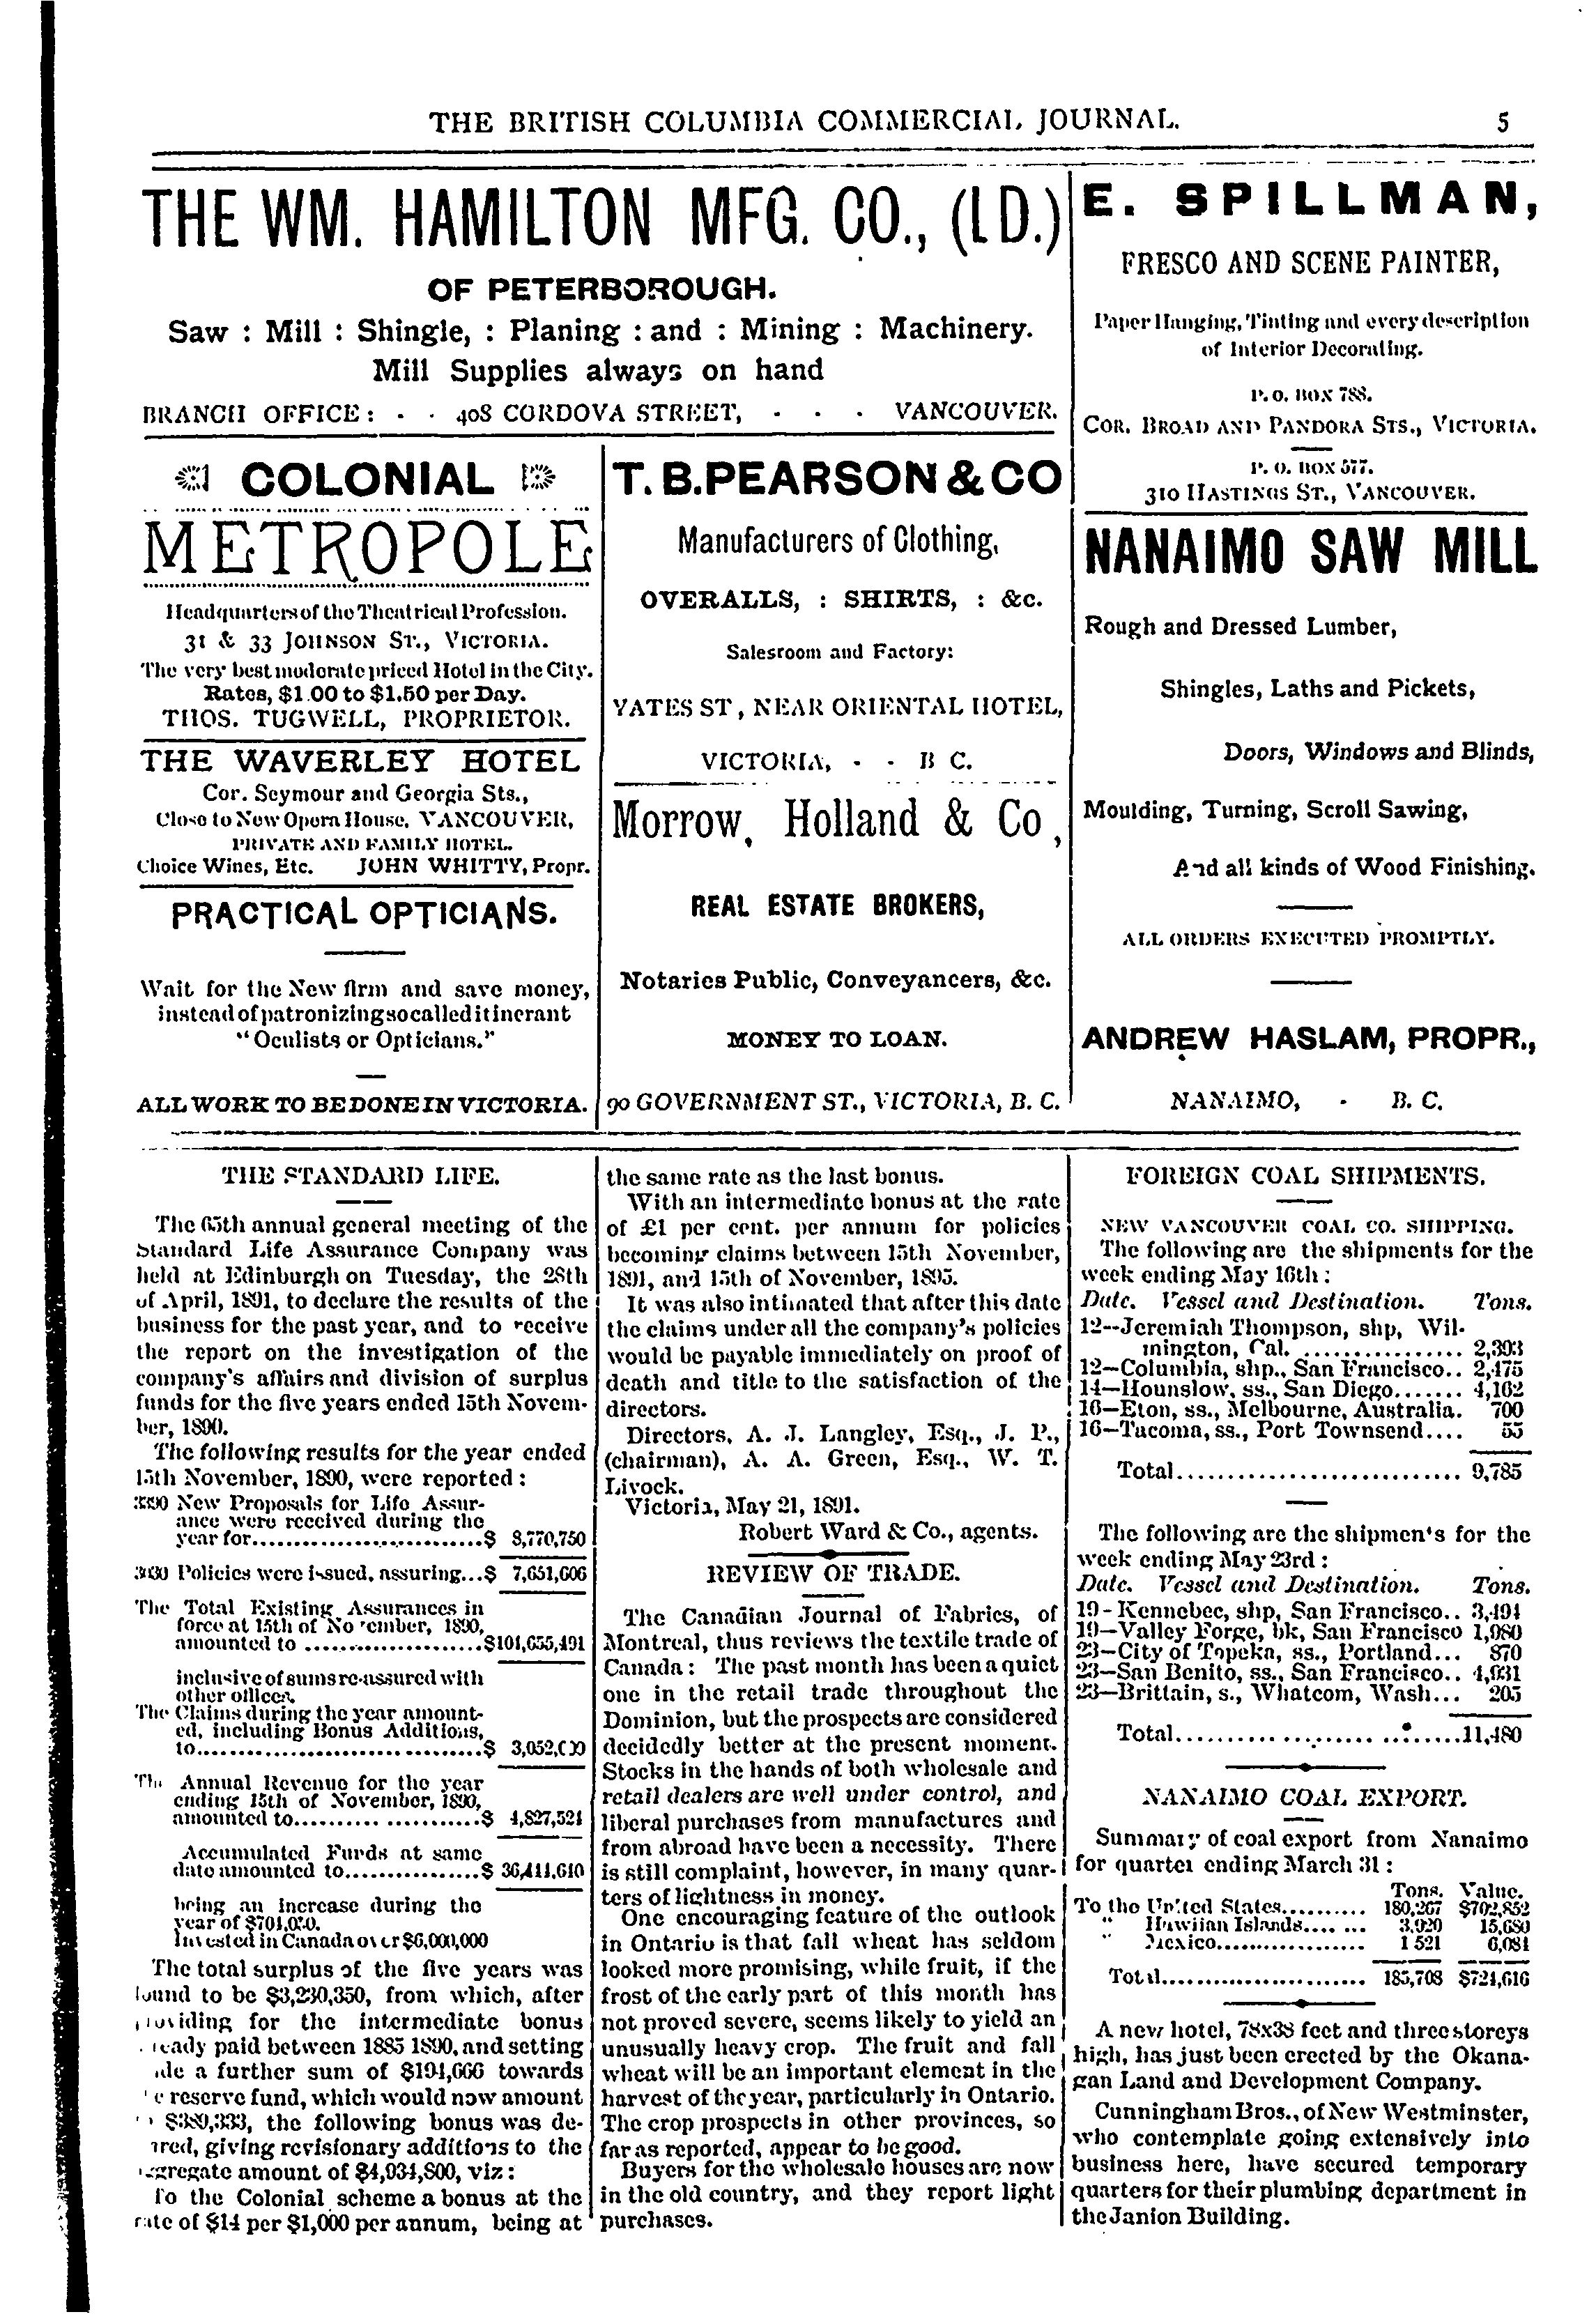 THE BRITISH COLUMBIA COMMERCIAL JOURNAL. 5
THE WM. HAMILTON MFG. CO., (LD.)
OF PETERBOROUGH.
Saw : Mill : Shingle, : Planing : and : Mining : Machinery.
Mill Supplies always on hand
BRANCH OFFICE: - - 408 CORDOVA STREET, - - - VANCOUVER.
COLONIAL
METROPOLE
Headquarters of the Theatrical Profession.
31 & 33 JOHNSON ST., VICTORIA.
The very best moderate priced Hotel in the City.
Rates, $1.00 to $1.50 per Day.
THOS. TUGWELL, PROPRIETOR.
THE WAVERLEY HOTEL
Cor. Seymour and Georgia Sts.,
Close to New Opera House, VANCOUVER,
PRIVATE AND FAMILY HOTEL.
Choice Wines, Etc. JOHN WHITTY, Propr.
PRACTICAL OPTICIANS.
Wait for the New firm and save money,
instead of patronizing so called itinerant
"Oculists or Opticians."
ALL WORK TO BE DONE IN VICTORIA.
T. B. PEARSON & CO
Manufacturers of Clothing,
OVERALLS, : SHIRTS, : &c.
Salesroom and Factory:
YATES ST, NEAR ORIENTAL HOTEL,
VICTORIA, - - B C.
Morrow, Holland & Co,
REAL ESTATE BROKERS,
Notaries Public, Conveyancers, &c.
MONEY TO LOAN.
90 GOVERNMENT ST., VICTORIA, B. C.
E. SPILLMAN,
FRESCO AND SCENE PAINTER,
Paper Hanging, Tinting and every description
of Interior Decorating.
P. O. BOX 788.
COR. BROAD AND PANDORA STS., VICTORIA.
P. O. BOX 577.
310 HASTINGS ST., VANCOUVER.
NANAIMO SAW MILL
Rough and Dressed Lumber,
Shingles, Laths and Pickets,
Doors, Windows and Blinds,
Moulding, Turning, Scroll Sawing,
And all kinds of Wood Finishing.
ALL ORDERS EXECUTED PROMPTLY.
ANDREW HASLAM, PROPR.,
NANAIMO, - B. C.
THE STANDARD LIFE.
The 65th annual general meeting of the
Standard Life Assurance Company was
held at Edinburgh on Tuesday, the 28th
of April, 1891, to declare the results of the
business for the past year, and to receive
the report on the investigation of the
company's affairs and division of surplus
funds for the five years ended 15th Novem-
ber, 1890.
The following results for the year ended
15th November, 1890, were reported:
New Proposals for Life Assur-
ance were received during the
year for....................$ 8,770,750
Policies were issued, assuring...$ 7,651,606
The Total Existing Assurances in
force at 15th of November, 1890,
amounted to ....................$101,655,491
inclusive of sums re-assured with
other offices.
The Claims during the year amount-
ed, including Bonus Additions,
to..............................$
The Annual Revenue for the year
ending 15th of November, 1890,
amounted to....................$ 4,827,521
Accumulated Funds at same
date amounted to...............$ 36,411,610
being an increase during the
year of
Invested in Canada over $6,000,000
The total surplus of the five years was
found to be $3,230,350, from which, after
providing for the intermediate bonus
already paid between 1885 1890, and setting
a further sum of $194,666 towards
reserve fund, which would now amount
$389,333, the following bonus was de-
giving revisionary additions to the
aggregate amount of $4,934,800, viz:
To the Colonial scheme a bonus at the
rate of $14 per $1,000 per annum, being at
the same rate as the last bonus.
With an intermediate bonus at the rate
of £1 per cent. per annum for policies
becoming claims between 15th November,
1891, and 15th of November, 1895.
It was also intimated that after this date
the claims under all the company's policies
would be payable immediately on proof of
death and title to the satisfaction of the
directors.
Directors, A. J. Langley, Esq., J. P.,
(chairman), A. A. Green, Esq., W. T.
Livock.
Victoria, May 21, 1891.
Robert Ward & Co., agents.
REVIEW OF TRADE.
The Canadian Journal of Fabrics, of
Montreal, thus reviews the textile trade of
Canada: The past month has been a quiet
one in the retail trade throughout the
Dominion, but the prospects are considered
decidedly better at the present moment.
Stocks in the hands of both wholesale and
retail dealers are well under control, and
liberal purchases from manufactures and
from abroad have been a necessity. There
is still complaint, however, in many quar-
ters of lightness in money.
One encouraging feature of the outlook
in Ontario is that fall wheat has seldom
looked more promising, while fruit, if the
frost of the early part of this month has
not proved severe, seems likely to yield an
unusually heavy crop. The fruit and fall
wheat will be an important element in the
harvest of the year, particularly in Ontario.
The crop prospects in other provinces, so
far as reported, appear to be good.
Buyers for the wholesale houses are now
in the old country, and they report light
purchases.
FOREIGN COAL SHIPMENTS.
NEW VANCOUVER COAL CO. SHIPPING.
The following are the shipments for the
week ending May 16th:
Date. Vessel and Destination. Tons.
12--Jeremiah Thompson, shp, Wil-
mington, Cal. ................ 2,393
12—Columbia, shp., San Francisco.. 2,475
14—Hounslow, ss., San Diego....... 4,162
16—Eton, ss., Melbourne, Australia. 700
16—Tacoma, ss., Port Townsend.... 55
Total............................ 9,785
The following are the shipments for the
week ending May 23rd:
Date. Vessel and Destination. Tons.
19-Kennebec, shp, San Francisco.. 3,494
19—Valley Forge, bk, San Francisco 1,980
23—City of Topeka, ss., Portland... 870
23—San Benito, ss., San Francisco.. 4,931
23—Brittain, s., Whatcom, Wash... 205
Total............................11,480
NANAIMO COAL EXPORT.
Summary of coal export from Nanaimo
for quarter ending March 31:
Tons. Value.
To the United States.......... 180,267 $702,852
" Hawiian Islands.... ... 3,920 15,680
" Mexico.................. 1 521 6,084
Total........................ 185,708 $724,616
A new hotel, 78x38 feet and three storeys
high, has just been erected by the Okana-
gan Land and Development Company.
Cunningham Bros., of New Westminster,
who contemplate going extensively into
business here, have secured temporary
quarters for their plumbing department in
the Janion Building.